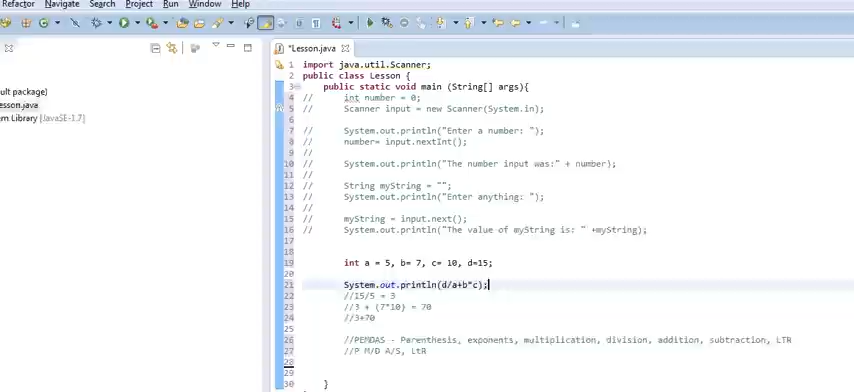 Refactor Navigate Search Project Run Window Help
*Lesson.java
ult package)
esson.java
em Library [JavaSE-1.7]
1 import java.util.Scanner;
2 public class Lesson {
3 public static void main (String[] args){
4 // int number = 0;
5 // Scanner input = new Scanner(System.in)
6 //
7 // System.out.println("Enter a number: ");
8 // number= input.nextInt();
9 //
10 // System.out.println("The number input was:" + number);
11 //
12 // String myString = "";
13 // System.out.println("Enter anything: ");
14 //
15 // myString = input.next();
16 // System.out.println("The value of myString is: " +myString);
17
18
19 int a = 5, b= 7, c= 10, d=15;
20
21 System.out.println(d/a+b*c);
22 //15/5 = 3
23 //3 + (7*10) = 70
24 //3+70
25
26 //PEMDAS - Parenthesis, exponents, multiplication, division, addition, subtraction, LTR
27 //P M/D A/S, LtR
28
29
30 }